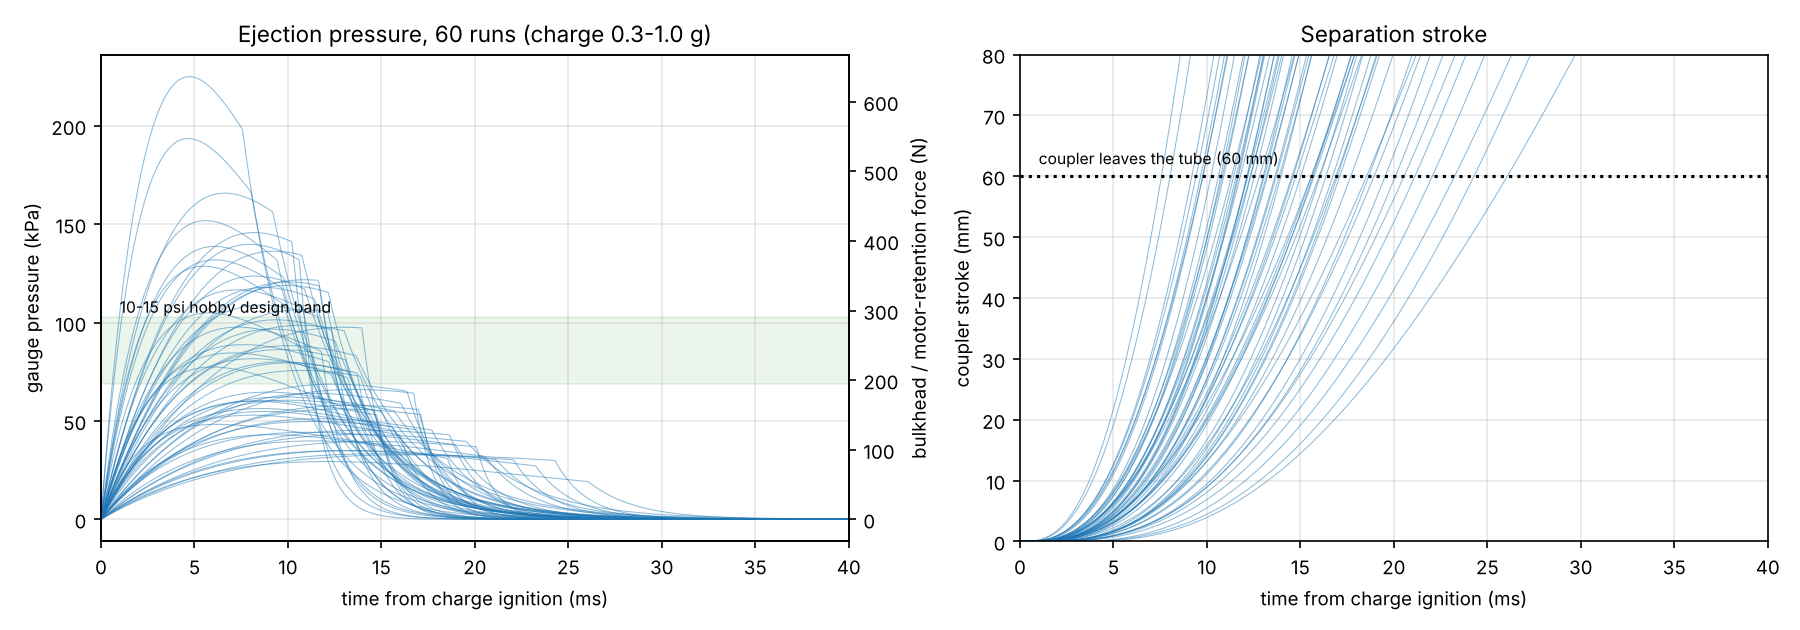 Ejection pressure, 60 runs (charge 0.3-1.0 g)
gauge pressure (kPa)
200
150
100
50
0
10-15 psi hobby design band
600
500
400
300
200
100
0
bulkhead / motor-retention force (N)
0 5 10 15 20 25 30 35 40
time from charge ignition (ms)
Separation stroke
coupler stroke (mm)
80
70
60
50
40
30
20
10
0
coupler leaves the tube (60 mm)
0 5 10 15 20 25 30 35 40
time from charge ignition (ms)